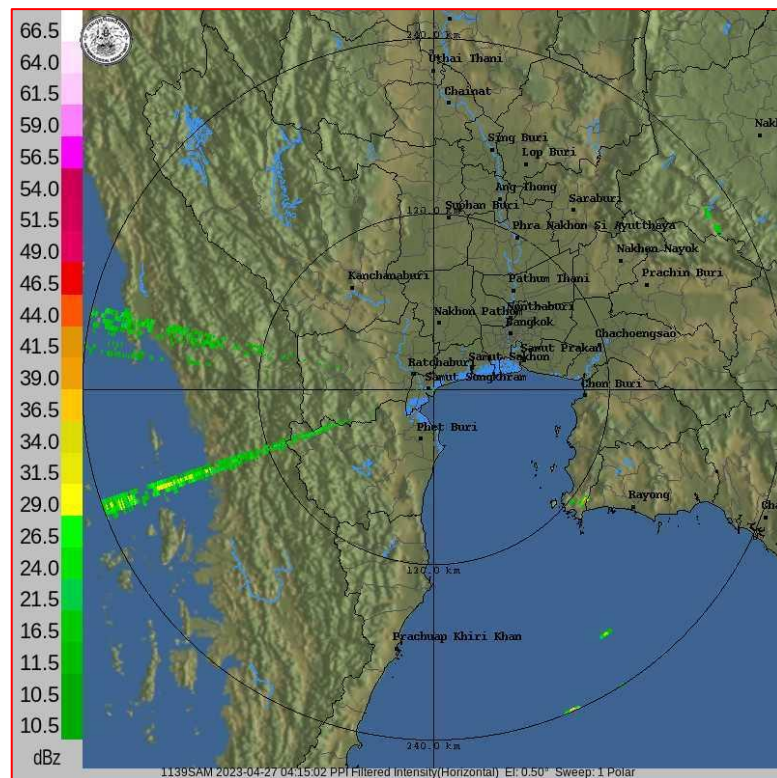 66.5
64.0
61.5
59.0
56.5
54.0
51.5
49.0
46.5
44.0
41.5
39.0
36.5
34.0
31.5
29.0
26.5
24.0
21.5
16.5
11.5
10.5
10.5
dBz
240.0 km
Uthai Thani
Chainat
Sing Buri
Lop Buri
Nak
Ang Thong
Saraburi
Suphan Buri
120.0 km
Phra Nakhon Si Ayutthaya
Nakhon Nayok
Kanchanaburi
Pathum Thani
Prachin Buri
Nakhon Pathom
Nonthaburi
Bangkok
Chachoengsao
Samut Prakan
Ratchaburi
Samut Sakhon
Samut Songkhram
Chon Buri
Phet Buri
Rayong
Cha
120.0 km
Prachuap Khiri Khan
240.0 km
1139SAM 2023-04-27 04:15:02 PPI Filtered Intensity(Horizontal) El: 0.50° Sweep: 1 Polar